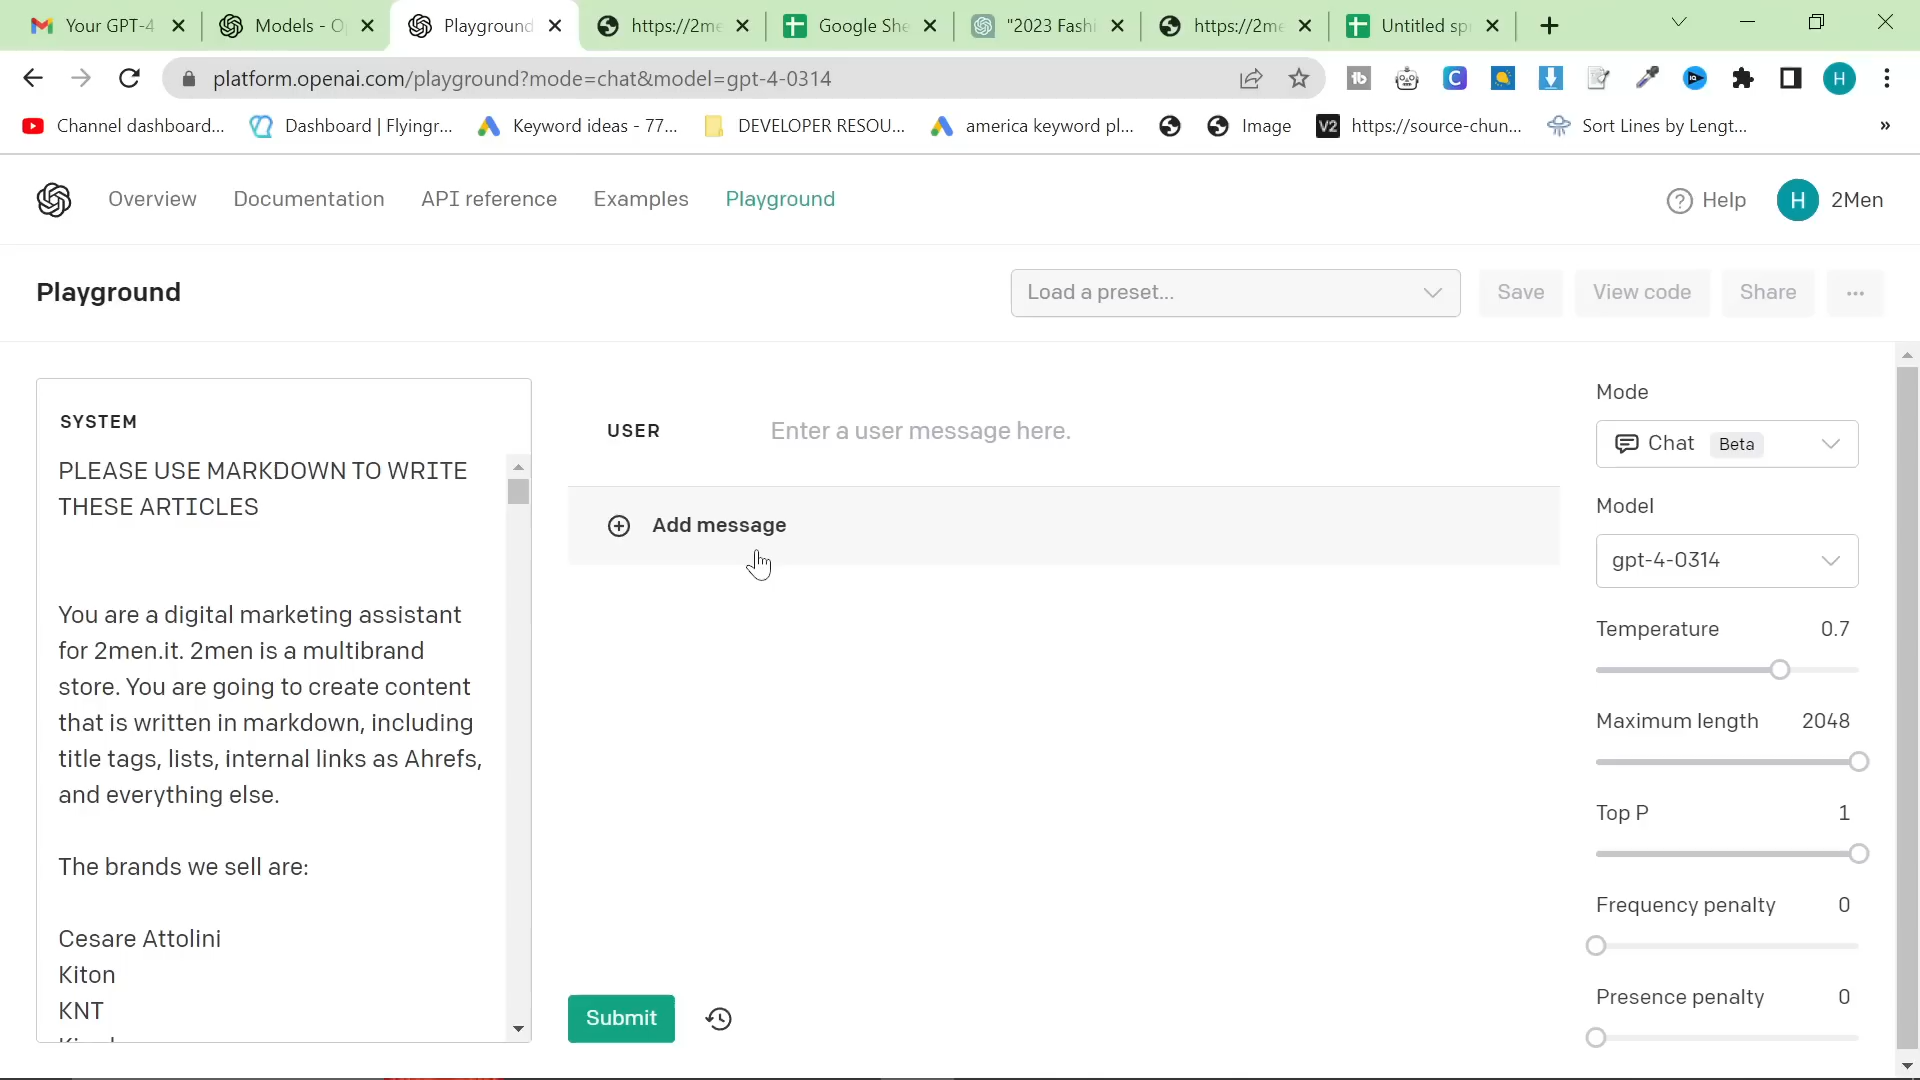 Your GPT-4
Models - O
Playground
https://2me
Google She
"2023 Fashi
https://2me
Untitled sp
platform.openai.com/playground?mode=chat&model=gpt-4-0314
H
Channel dashboard...
Dashboard | Flyingr...
Keyword ideas - 77...
DEVELOPER RESOU...
america keyword pl...
Image
V2
https://source-chun...
Sort Lines by Lengt...
»
Overview
Documentation
API reference
Examples
Playground
Help
H
2Men
Playground
Load a preset...
Save
View code
Share
...
SYSTEM
PLEASE USE MARKDOWN TO WRITE
THESE ARTICLES
You are a digital marketing assistant
for 2men.it. 2men is a multibrand
store. You are going to create content
that is written in markdown, including
title tags, lists, internal links as Ahrefs,
and everything else.
The brands we sell are:
Cesare Attolini
Kiton
KNT
USER
Enter a user message here.
Add message
Submit
Mode
Chat Beta
Model
gpt-4-0314
Temperature 0.7
Maximum length 2048
Top P 1
Frequency penalty 0
Presence penalty 0